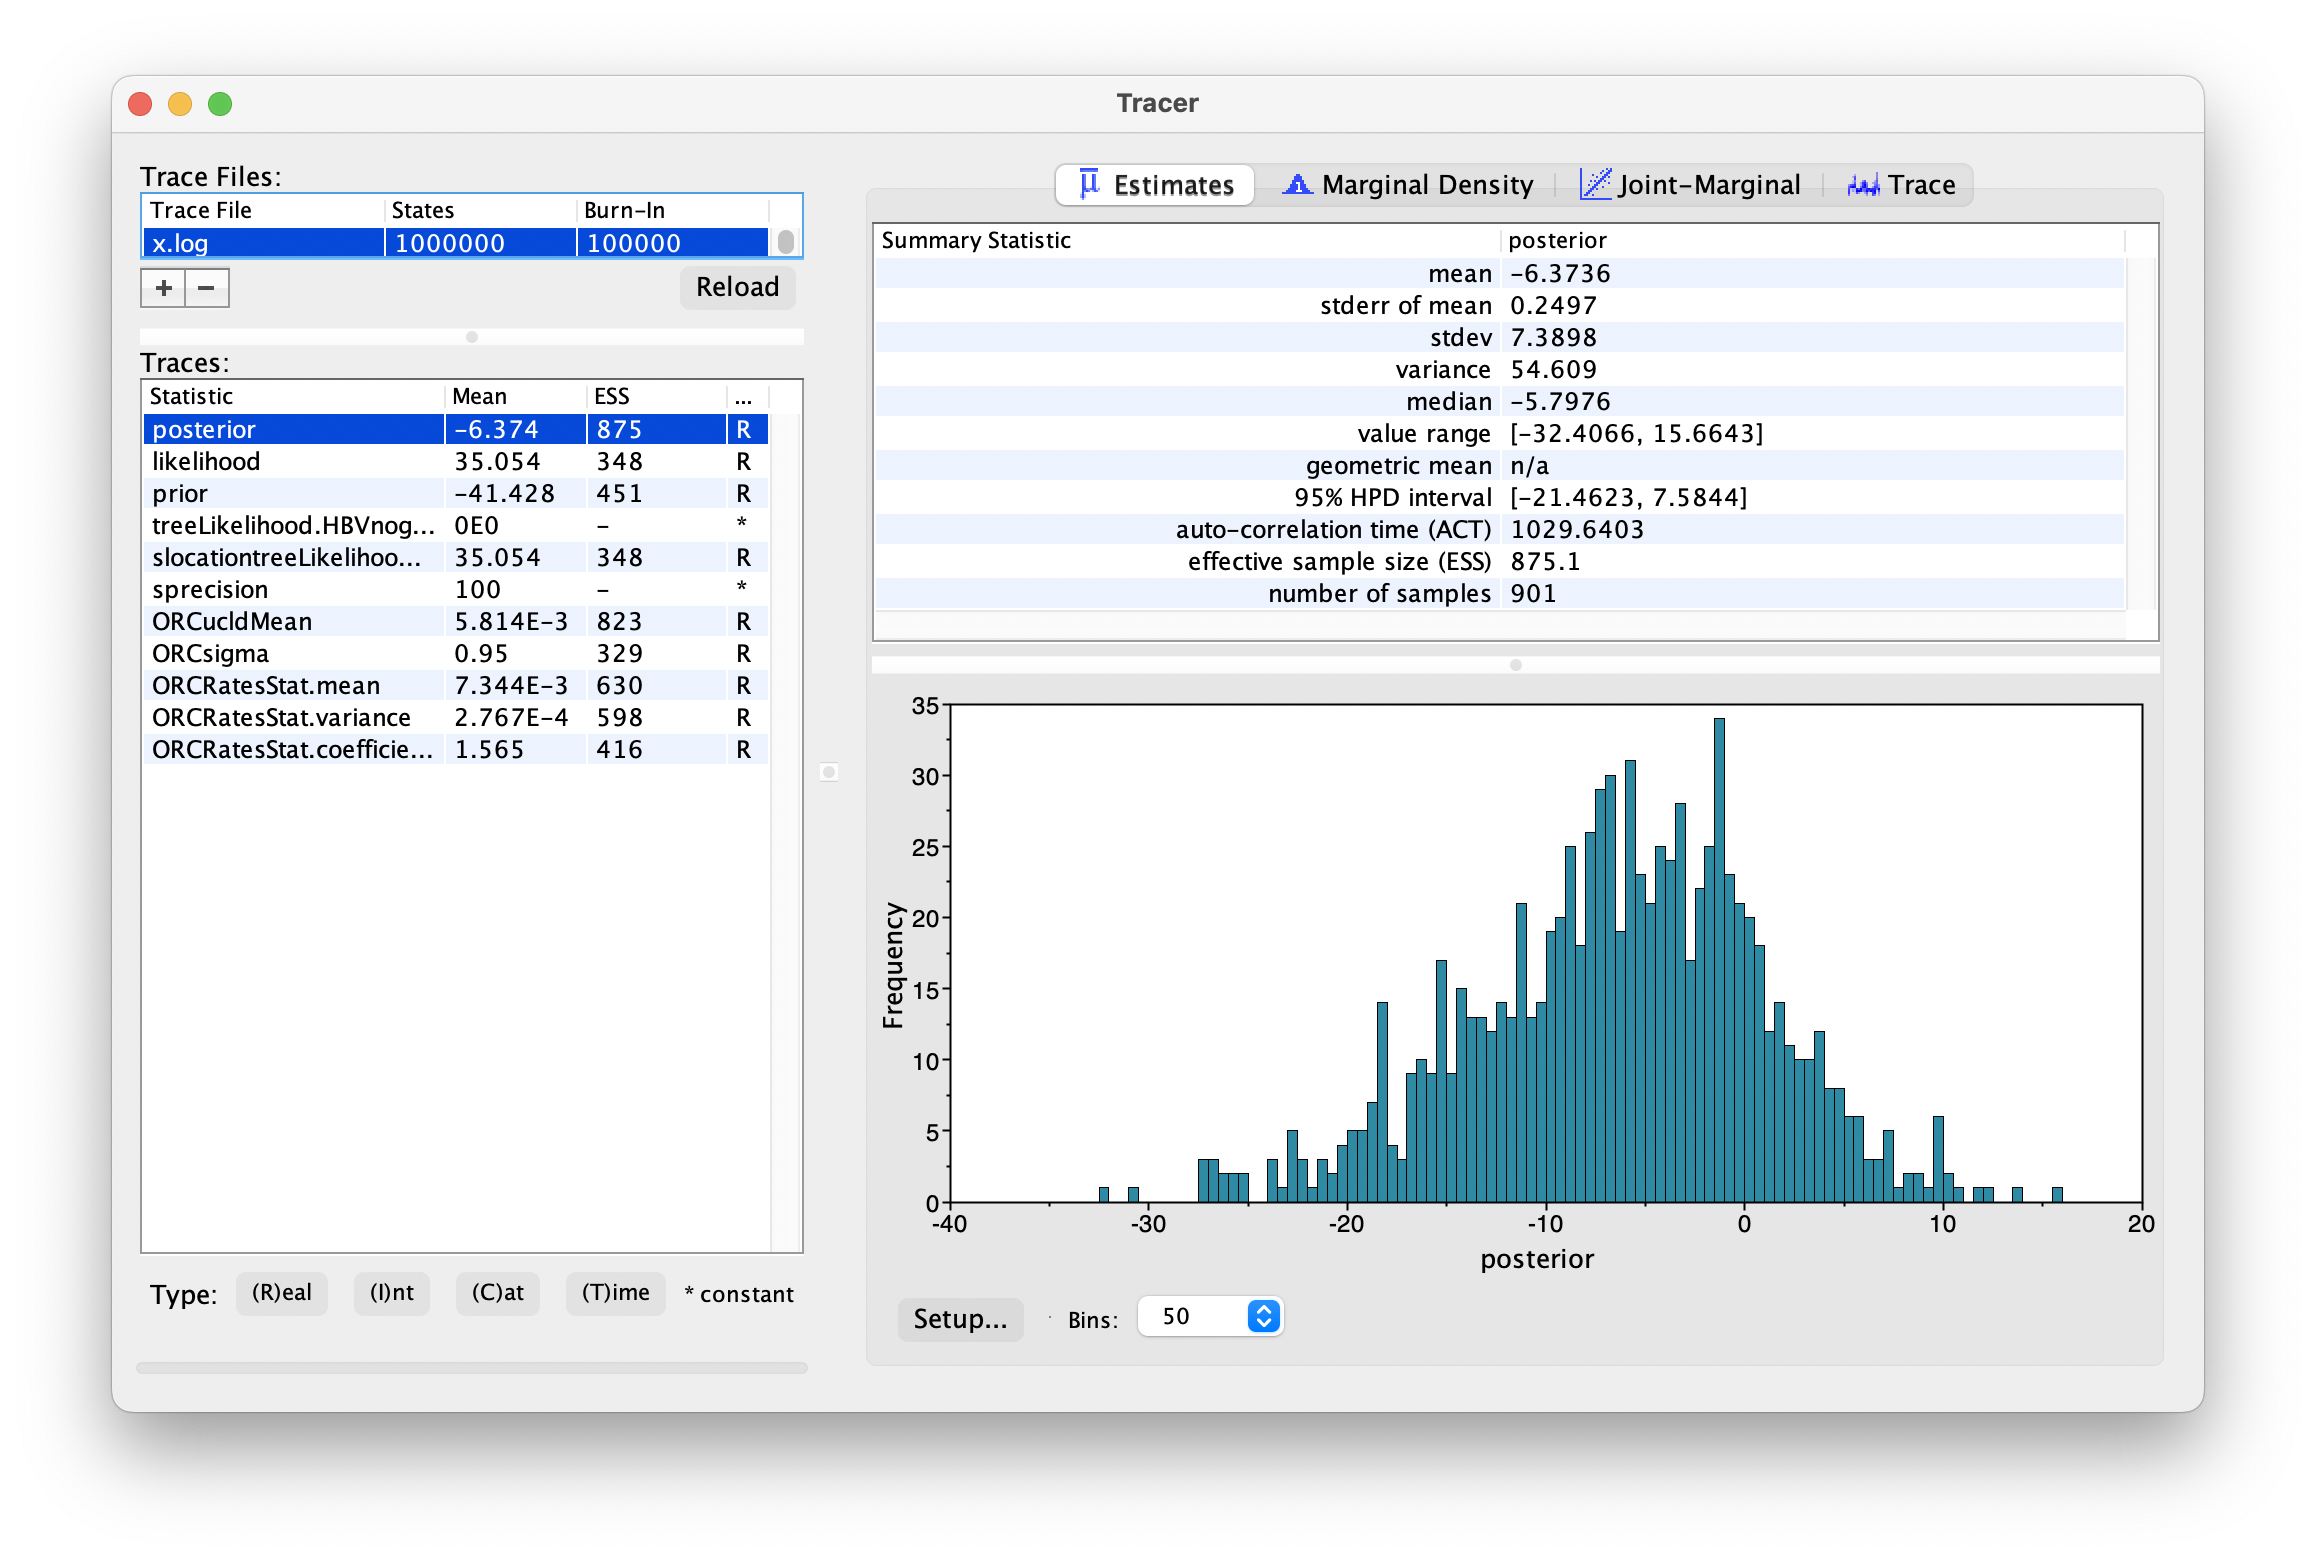 Tracer
Trace Files:
Trace File States Burn-In
x.log 1000000 100000
+ −
Reload
Traces:
Statistic Mean ESS ...
posterior -6.374 875 R
likelihood 35.054 348 R
prior -41.428 451 R
treeLikelihood.HBVnog... 0E0 - *
slocationtreeLikelihoo... 35.054 348 R
sprecision 100 - *
ORCucldMean 5.814E-3 823 R
ORCsigma 0.95 329 R
ORCRatesStat.mean 7.344E-3 630 R
ORCRatesStat.variance 2.767E-4 598 R
ORCRatesStat.coefficie... 1.565 416 R
Type: (R)eal (I)nt (C)at (T)ime * constant
Estimates Marginal Density Joint-Marginal Trace
Summary Statistic posterior
mean -6.3736
stderr of mean 0.2497
stdev 7.3898
variance 54.609
median -5.7976
value range [-32.4066, 15.6643]
geometric mean n/a
95% HPD interval [-21.4623, 7.5844]
auto-correlation time (ACT) 1029.6403
effective sample size (ESS) 875.1
number of samples 901
Frequency
35
30
25
20
15
10
5
0
-40 -30 -20 -10 0 10 20
posterior
Setup... Bins: 50